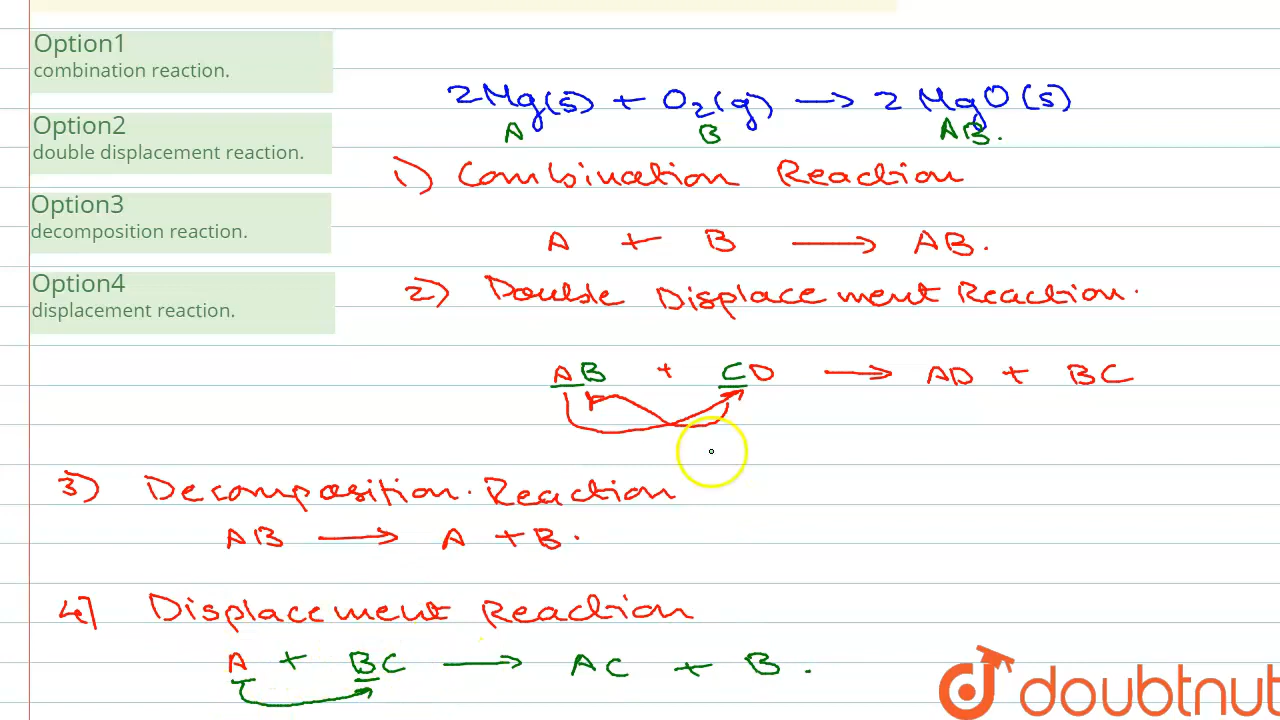 Option1
combination reaction.
Option2
double displacement reaction.
Option3
decomposition reaction.
Option4
displacement reaction.
2Mg(s) + O₂(g) → 2 MgO(s)
A B AB.
1) Combination Reaction
A + B → AB.
2) Double Displacement Reaction.
AB + CD → AD + BC
3) Decomposition. Reaction
AB → A + B.
4) Displacement Reaction
A + BC → AC + B.
doubtnut